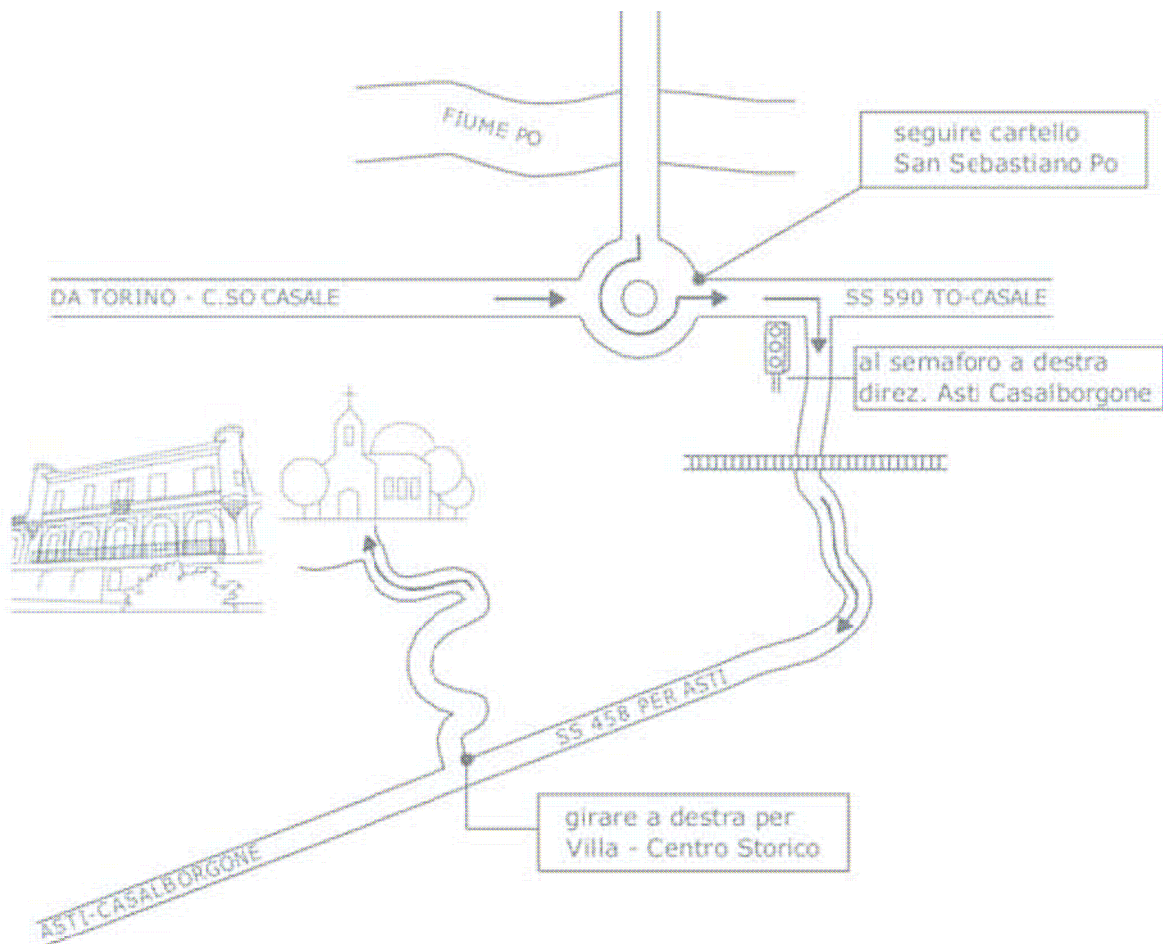 FIUME PO
seguire cartello
San Sebastiano Po
DA TORINO - C.SO CASALE
SS 590 TO-CASALE
al semaforo a destra
direz. Asti Casalborgone
SS 458 PER ASTI
girare a destra per
Villa - Centro Storico
ASTI-CASALBORGONE